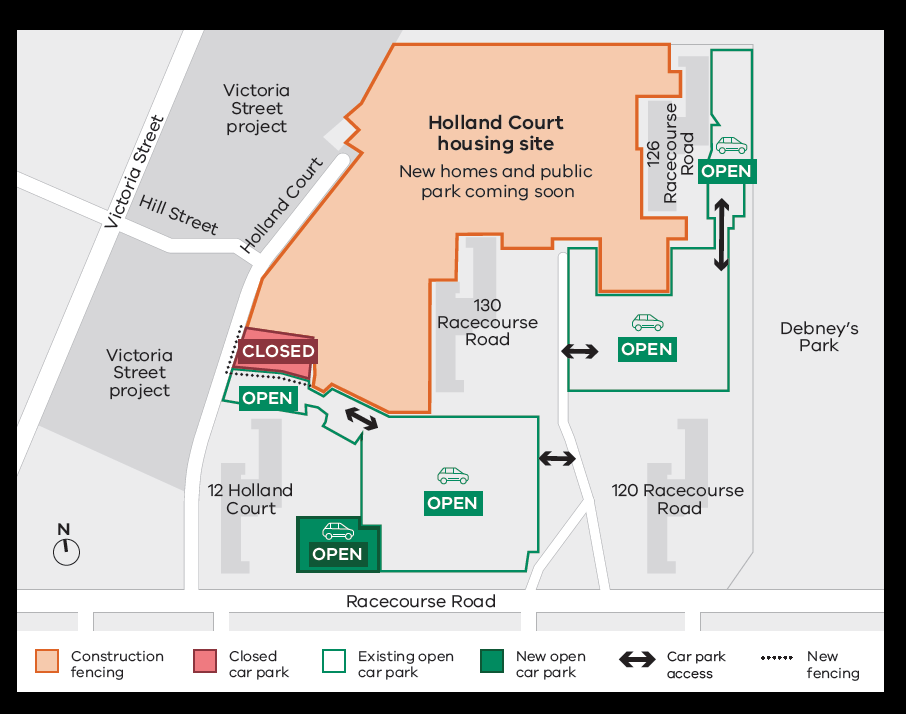 Victoria
Street
project
Holland Court
housing site
New homes and public
park coming soon
126
Racecourse
Road
OPEN
Victoria Street
Hill Street
Holland Court
130
Racecourse
Road
OPEN
Debney's
Park
CLOSED
Victoria
Street
project
OPEN
12 Holland
Court
OPEN
120 Racecourse
Road
OPEN
N
Racecourse Road
Construction
fencing
Closed
car park
Existing open
car park
New open
car park
Car park
access
New
fencing